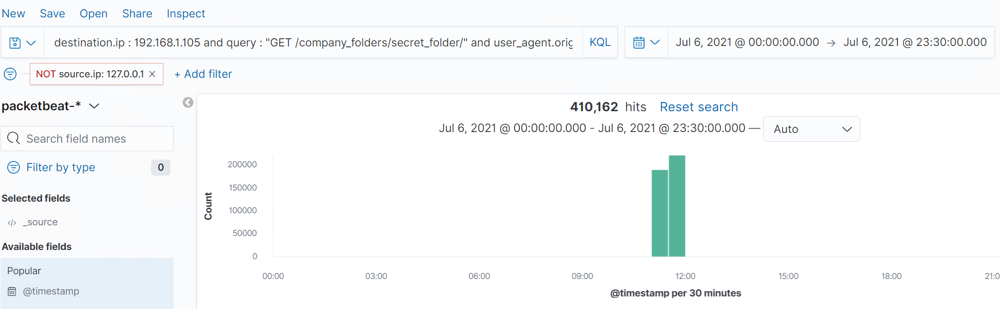 New Save Open Share Inspect
destination.ip : 192.168.1.105 and query : "GET /company_folders/secret_folder/" and user_agent.orig
KQL
Jul 6, 2021 @ 00:00:00.000 → Jul 6, 2021 @ 23:30:00.000
NOT source.ip: 127.0.0.1 ×
+ Add filter
packetbeat-*
410,162 hits Reset search
Jul 6, 2021 @ 00:00:00.000 - Jul 6, 2021 @ 23:30:00.000 —
Auto
Search field names
Filter by type 0
Selected fields
</> _source
Available fields
Popular
@timestamp
Count
200000
150000
100000
50000
0
00:00 03:00 06:00 09:00 12:00 15:00 18:00 21:0
@timestamp per 30 minutes